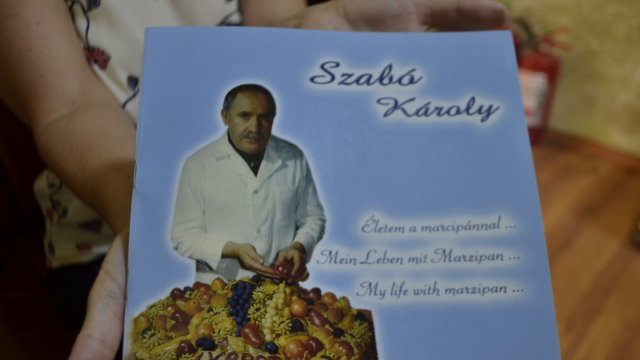 Szabó
Károly
Életem a marcipánnal ...
Mein Leben mit Marzipan ...
My life with marzipan ...